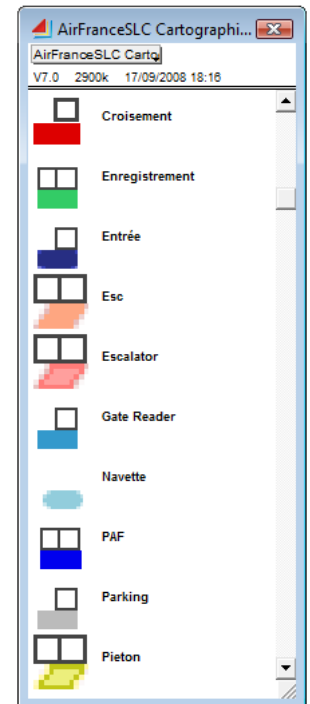 AirFranceSLC Cartographi...
AirFranceSLC Carto
V7.0 2900k 17/09/2008 18:16
Croisement
Enregistrement
Entrée
Esc
Escalator
Gate Reader
Navette
PAF
Parking
Pieton